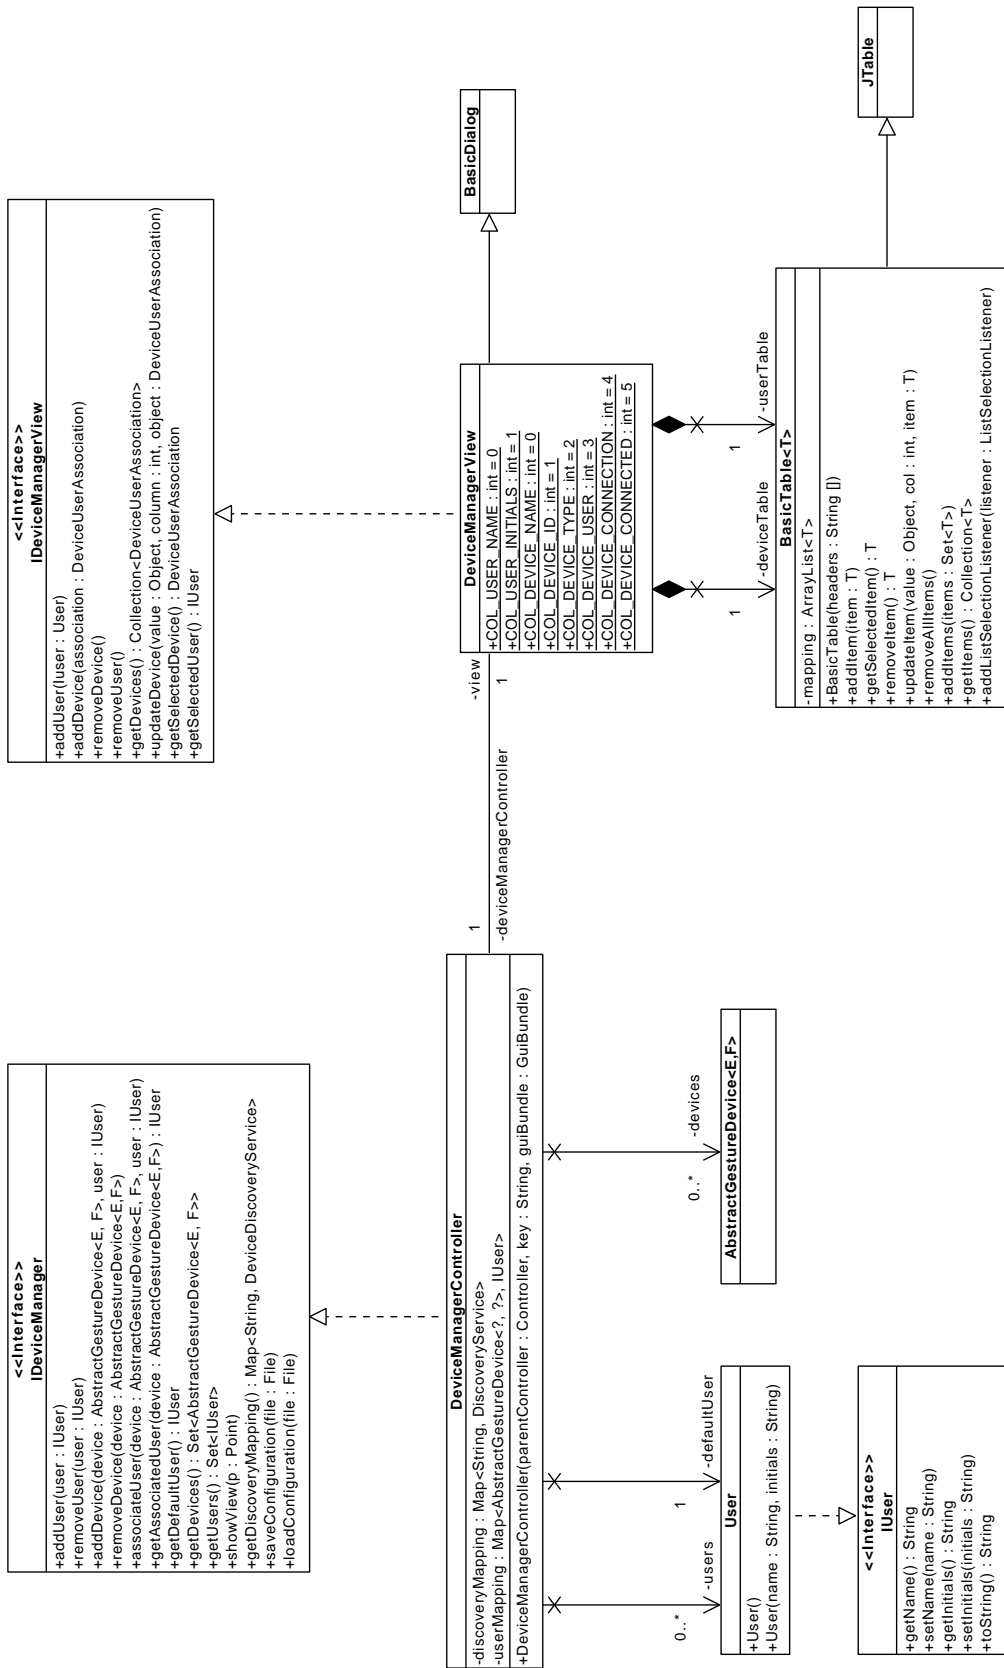 <<Interface>>
IDeviceManager
+addUser(user : IUser)
+removeUser(user : IUser)
+addDevice(device : AbstractGestureDevice<E, F>, user : IUser)
+removeDevice(device : AbstractGestureDevice<E,F>)
+associateUser(device : AbstractGestureDevice<E, F>, user : IUser)
+getAssociatedUser(device : AbstractGestureDevice<E,F>) : IUser
+getDefaultUser() : IUser
+getDevices() : Set<AbstractGestureDevice<E, F>>
+getUsers() : Set<IUser>
+showView(p : Point)
+getDiscoveryMapping() : Map<String, DeviceDiscoveryService>
+saveConfiguration(file : File)
+loadConfiguration(file : File)
<<Interface>>
IDeviceManagerView
+addUser(Iuser : User)
+addDevice(association : DeviceUserAssociation)
+removeDevice()
+removeUser()
+getDevices() : Collection<DeviceUserAssociation>
+updateDevice(value : Object, column : int, object : DeviceUserAssociation)
+getSelectedDevice() : DeviceUserAssociation
+getSelectedUser() : IUser
DeviceManagerController
-discoveryMapping : Map<String, DiscoveryService>
-userMapping : Map<AbstractGestureDevice<?, ?>, IUser>
+DeviceManagerController(parentController : Controller, key : String, guiBundle : GuiBundle)
1
-deviceManagerController
-view
1
DeviceManagerView
+COL_USER_NAME : int = 0
+COL_USER_INITIALS : int = 1
+COL_DEVICE_NAME : int = 0
+COL_DEVICE_ID : int = 1
+COL_DEVICE_TYPE : int = 2
+COL_DEVICE_USER : int = 3
+COL_DEVICE_CONNECTION : int = 4
+COL_DEVICE_CONNECTED : int = 5
BasicDialog
0..*
-users
1
-defaultUser
0..*
-devices
1
-deviceTable
1
-userTable
User
+User()
+User(name : String, initials : String)
AbstractGestureDevice<E,F>
BasicTable<T>
-mapping : ArrayList<T>
+BasicTable(headers : String [])
+addItem(item : T)
+getSelectedItem() : T
+removeItem() : T
+updateItem(value : Object, col : int, item : T)
+removeAllItems()
+addItems(items : Set<T>)
+getItems() : Collection<T>
+addListSelectionListener(listener : ListSelectionListener)
JTable
<<Interface>>
IUser
+getName() : String
+setName(name : String)
+getInitials() : String
+setInitials(initials : String)
+toString() : String